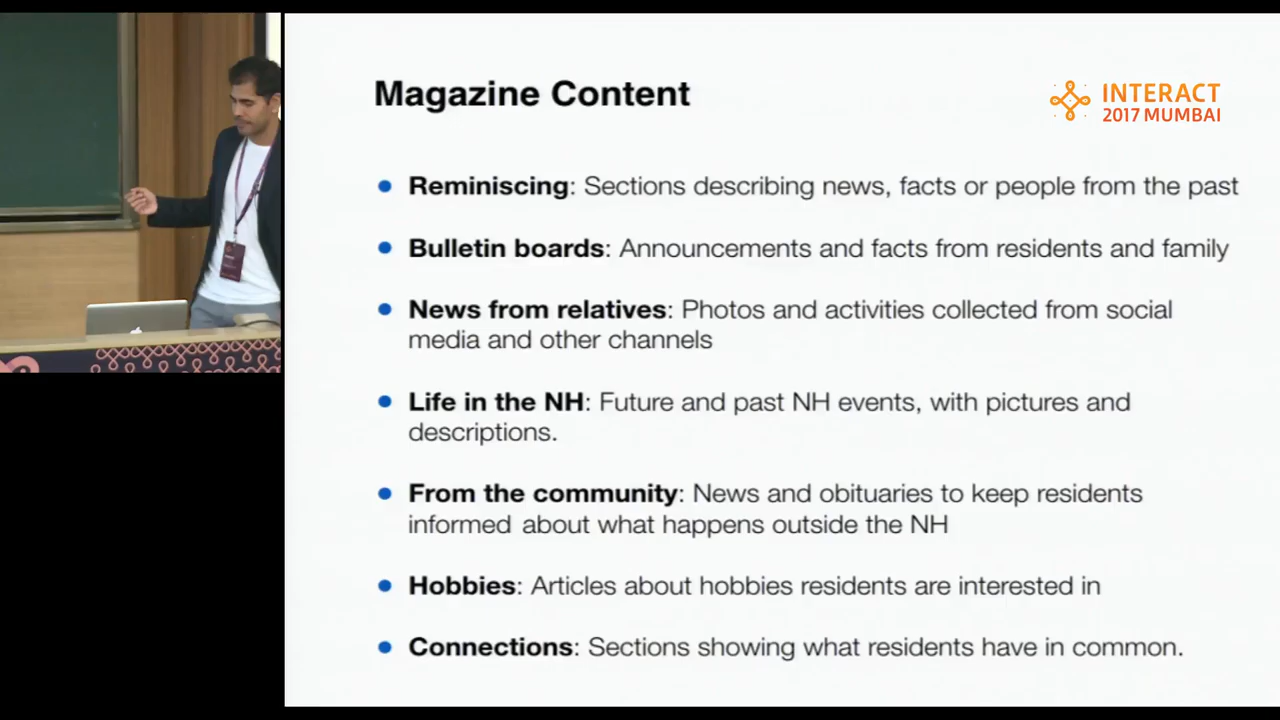 Magazine Content
INTERACT
2017 MUMBAI
Reminiscing: Sections describing news, facts or people from the past
Bulletin boards: Announcements and facts from residents and family
News from relatives: Photos and activities collected from social
media and other channels
Life in the NH: Future and past NH events, with pictures and
descriptions.
From the community: News and obituaries to keep residents
informed about what happens outside the NH
Hobbies: Articles about hobbies residents are interested in
Connections: Sections showing what residents have in common.